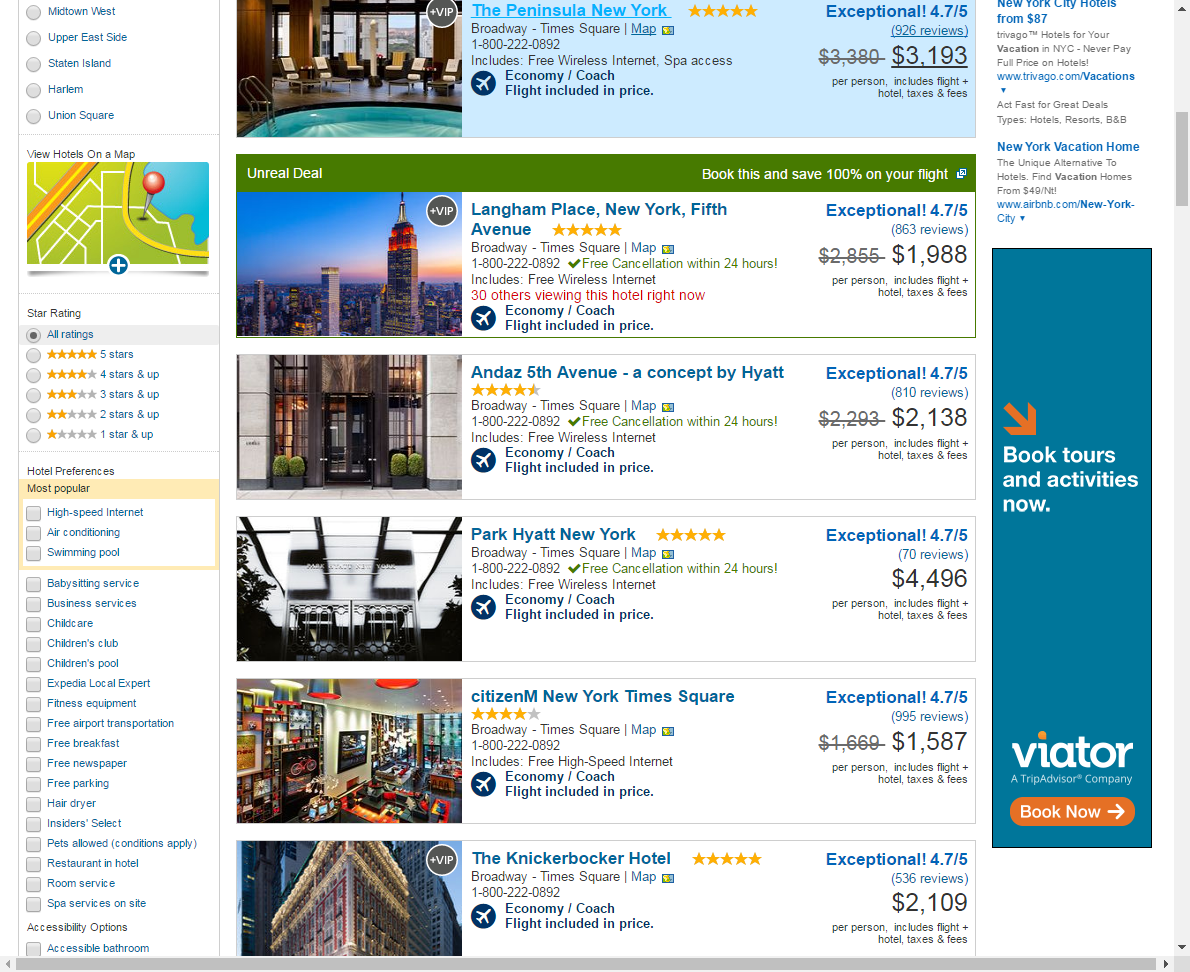 Midtown West
Upper East Side
Staten Island
Harlem
Union Square
View Hotels On a Map
Star Rating
All ratings
5 stars
4 stars & up
3 stars & up
2 stars & up
1 star & up
Hotel Preferences
Most popular
High-speed Internet
Air conditioning
Swimming pool
Babysitting service
Business services
Childcare
Children's club
Children's pool
Expedia Local Expert
Fitness equipment
Free airport transportation
Free breakfast
Free newspaper
Free parking
Hair dryer
Insiders' Select
Pets allowed (conditions apply)
Restaurant in hotel
Room service
Spa services on site
Accessibility Options
Accessible bathroom
+VIP
The Peninsula New York
Broadway - Times Square | Map
1-800-222-0892
Includes: Free Wireless Internet, Spa access
Economy / Coach
Flight included in price.
Exceptional! 4.7/5
(926 reviews)
$3,380 $3,193
per person, includes flight +
hotel, taxes & fees
Unreal Deal
Book this and save 100% on your flight
+VIP
Langham Place, New York, Fifth
Avenue
Broadway - Times Square | Map
1-800-222-0892 Free Cancellation within 24 hours!
Includes: Free Wireless Internet
30 others viewing this hotel right now
Economy / Coach
Flight included in price.
Exceptional! 4.7/5
(863 reviews)
$2,855 $1,988
per person, includes flight +
hotel, taxes & fees
Andaz 5th Avenue - a concept by Hyatt
Broadway - Times Square | Map
1-800-222-0892 Free Cancellation within 24 hours!
Includes: Free Wireless Internet
Economy / Coach
Flight included in price.
Exceptional! 4.7/5
(810 reviews)
$2,293 $2,138
per person, includes flight +
hotel, taxes & fees
PARK HYATT NEW YORK
Park Hyatt New York
Broadway - Times Square | Map
1-800-222-0892 Free Cancellation within 24 hours!
Includes: Free Wireless Internet
Economy / Coach
Flight included in price.
Exceptional! 4.7/5
(70 reviews)
$4,496
per person, includes flight +
hotel, taxes & fees
citizenM New York Times Square
Broadway - Times Square | Map
1-800-222-0892
Includes: Free High-Speed Internet
Economy / Coach
Flight included in price.
Exceptional! 4.7/5
(995 reviews)
$1,669 $1,587
per person, includes flight +
hotel, taxes & fees
+VIP
The Knickerbocker Hotel
Broadway - Times Square | Map
1-800-222-0892
Economy / Coach
Flight included in price.
Exceptional! 4.7/5
(536 reviews)
$2,109
per person, includes flight +
hotel, taxes & fees
New York City Hotels
from $87
trivago™ Hotels for Your
Vacation in NYC - Never Pay
Full Price on Hotels!
www.trivago.com/Vacations
Act Fast for Great Deals
Types: Hotels, Resorts, B&B
New York Vacation Home
The Unique Alternative To
Hotels. Find Vacation Homes
From $49/Nt!
www.airbnb.com/New-York-
City
Book tours
and activities
now.
viator
A TripAdvisor® Company
Book Now